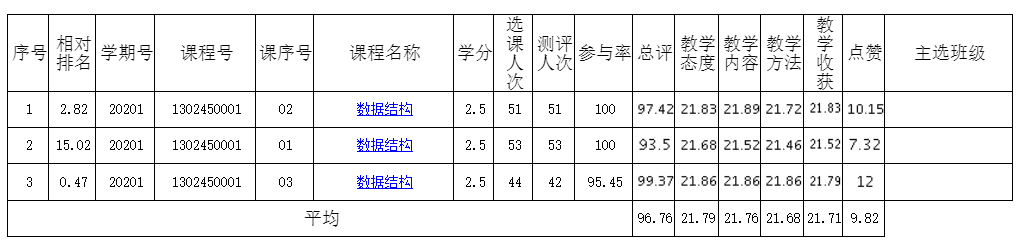 序号 相对排名 学期号 课程号 课序号 课程名称 学分 选课人次 测评人次 参与率 总评 教学态度 教学内容 教学方法 教学收获 点赞 主选班级
1 2.82 20201 1302450001 02 数据结构 2.5 51 51 100 97.42 21.83 21.89 21.72 21.83 10.15
2 15.02 20201 1302450001 01 数据结构 2.5 53 53 100 93.5 21.68 21.52 21.46 21.52 7.32
3 0.47 20201 1302450001 03 数据结构 2.5 44 42 95.45 99.37 21.86 21.86 21.86 21.79 12
平均 96.76 21.79 21.76 21.68 21.71 9.82